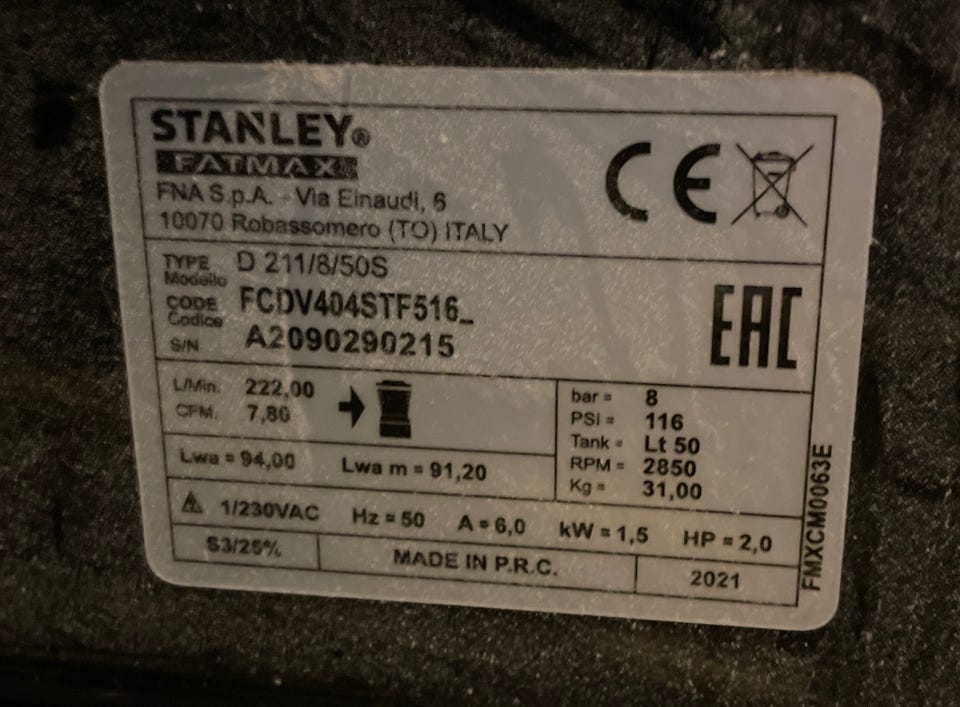 STANLEY®
FATMAX
FNA S.p.A. - Via Einaudi, 6
10070 Robassomero (TO) ITALY
CE
TYPE D 211/8/50S
Modello
CODE FCDV404STF516_
Codice
S/N A2090290215
EAC
L/Min. 222,00
CFM. 7,80
Lwa = 94,00 Lwa m = 91,20
bar = 8
PSI = 116
Tank = Lt 50
RPM = 2850
Kg = 31,00
1/230VAC Hz = 50 A = 6,0 kW = 1,5 HP = 2,0
S3/25% MADE IN P.R.C. 2021
FMXCM0063E